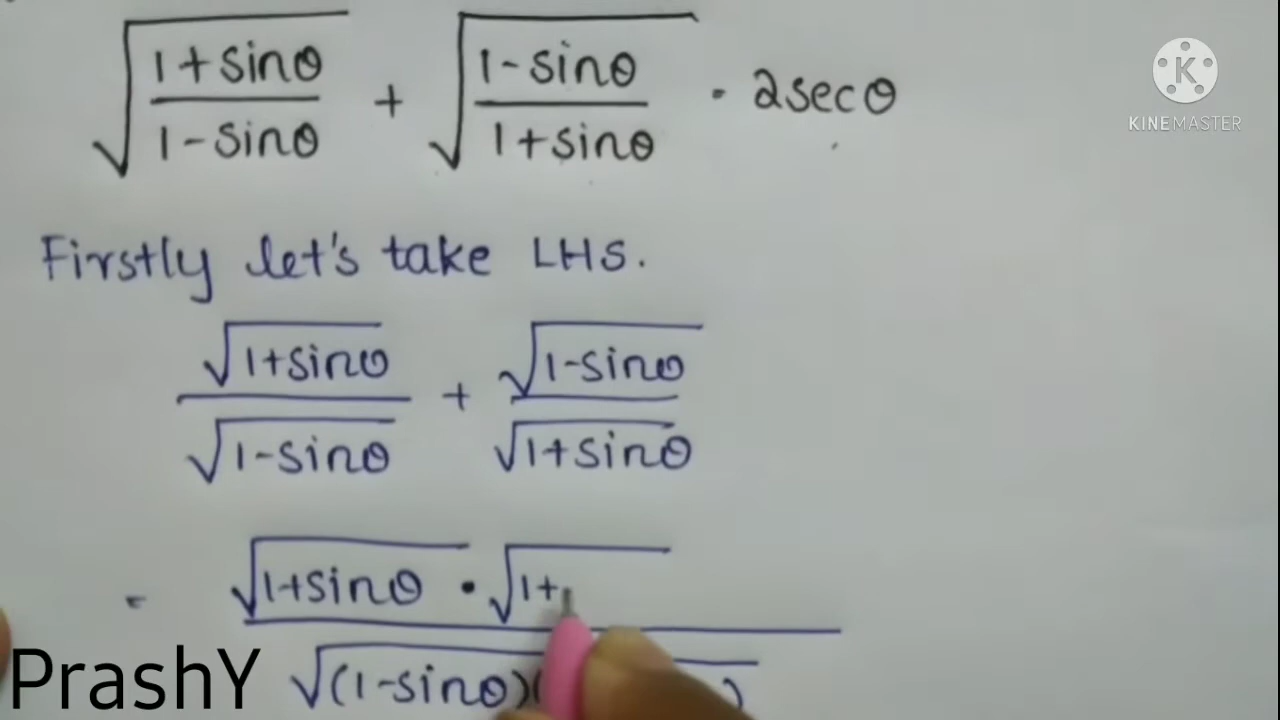 √(1+sinθ / 1-sinθ) + √(1-sinθ / 1+sinθ) = 2secθ
KINEMASTER
Firstly let's take LHS.
√1+sinθ / √1-sinθ + √1-sinθ / √1+sinθ
= √1+sinθ · √1+
√(1-sinθ)( )
PrashY